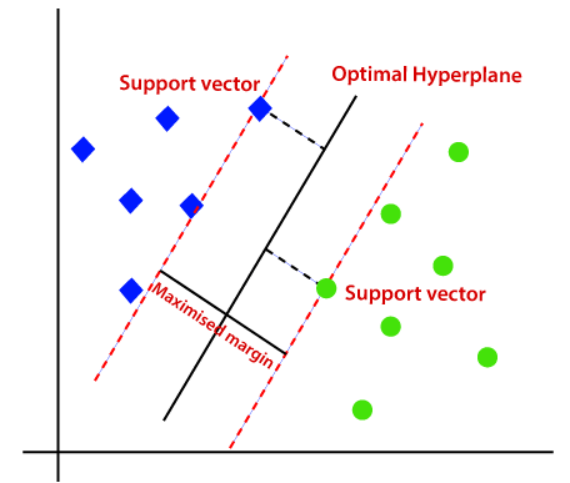 Optimal Hyperplane
Support vector
Support vector
Maximised margin